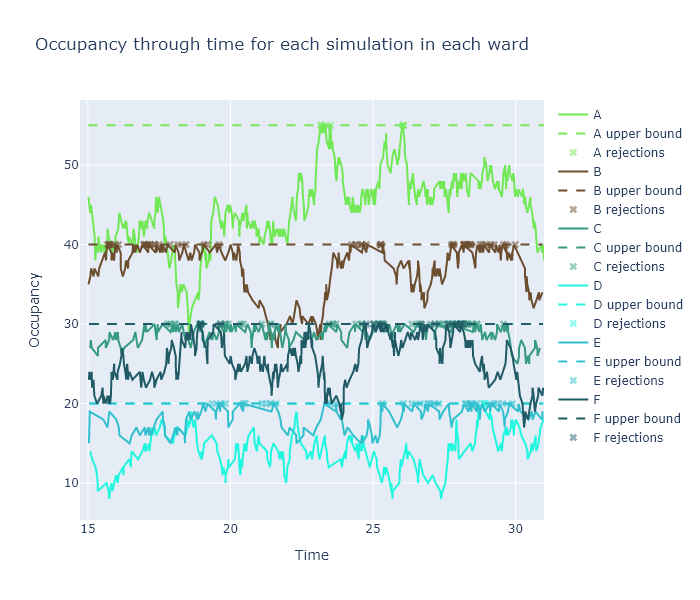 Occupancy through time for each simulation in each ward
A
A upper bound
A rejections
B
B upper bound
B rejections
C
C upper bound
C rejections
D
D upper bound
D rejections
E
E upper bound
E rejections
F
F upper bound
F rejections
50
40
30
20
10
Occupancy
15
20
25
30
Time